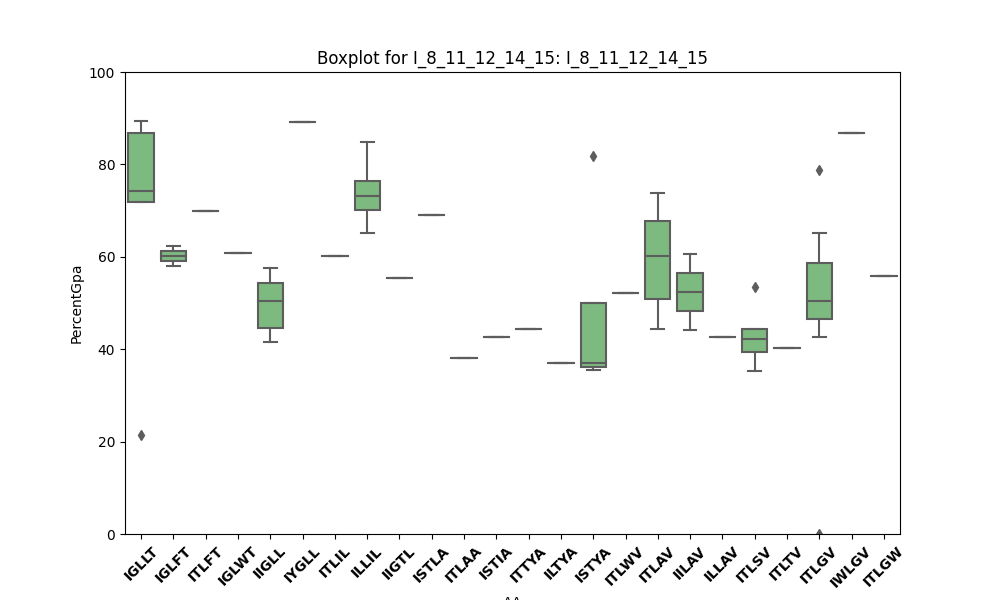 Boxplot for I_8_11_12_14_15: I_8_11_12_14_15
100
80
60
40
20
0
PercentGpa
IGLLT
IGLFT
ITLFT
IGLWT
IIGLL
IYGLL
ITLIL
ILLIL
IIGTL
ISTLA
ITLAA
ISTIA
ITTYA
ILTYA
ISTYA
ITLWV
ITLAV
IILAV
ILLAV
ITLSV
ITLTV
ITLGV
IWLGV
ITLGW